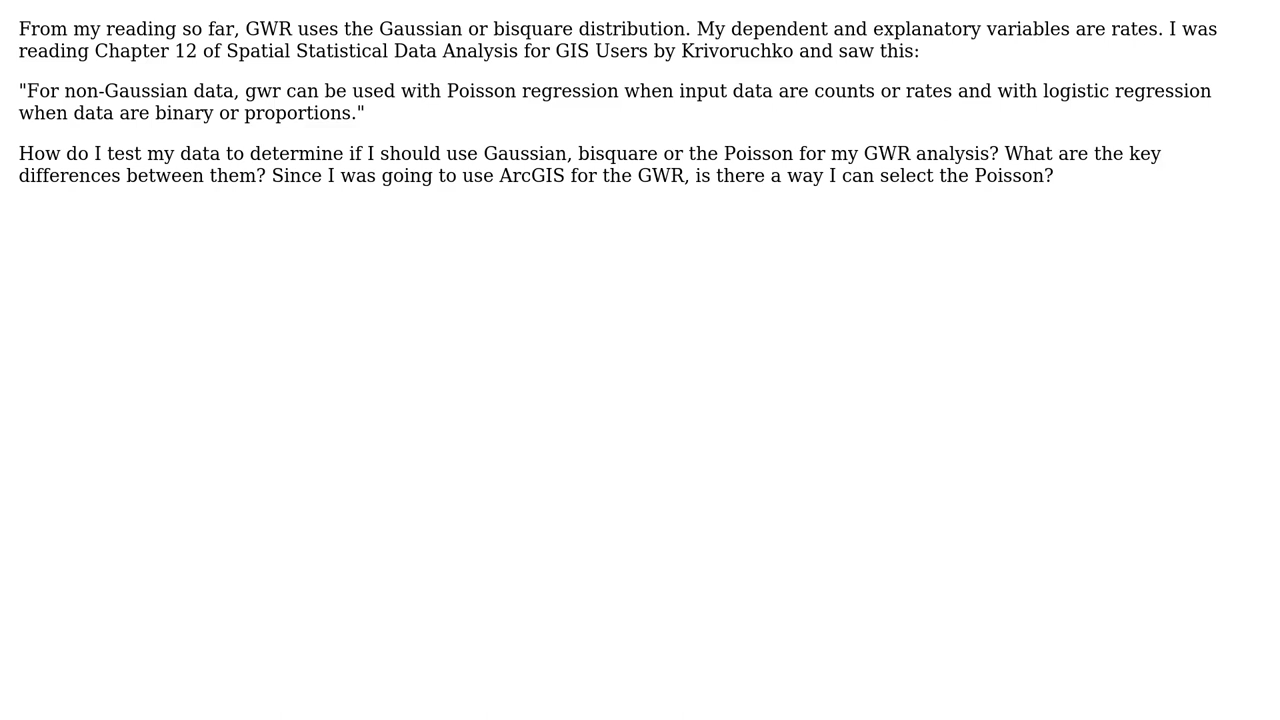 From my reading so far, GWR uses the Gaussian or bisquare distribution. My dependent and explanatory variables are rates. I was
reading Chapter 12 of Spatial Statistical Data Analysis for GIS Users by Krivoruchko and saw this:
"For non-Gaussian data, gwr can be used with Poisson regression when input data are counts or rates and with logistic regression
when data are binary or proportions."
How do I test my data to determine if I should use Gaussian, bisquare or the Poisson for my GWR analysis? What are the key
differences between them? Since I was going to use ArcGIS for the GWR, is there a way I can select the Poisson?